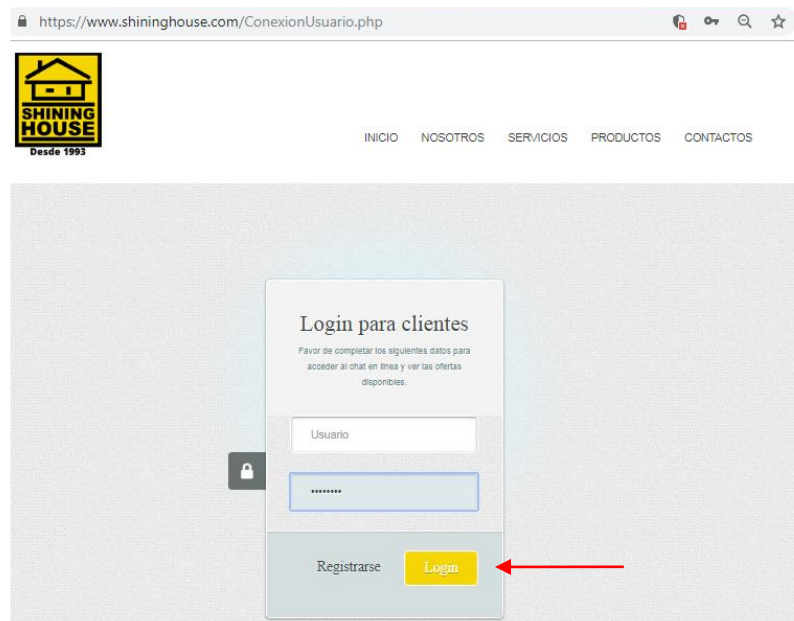 https://www.shininghouse.com/ConexionUsuario.php
SHINING
HOUSE
Desde 1993
INICIO NOSOTROS SERVICIOS PRODUCTOS CONTACTOS
Login para clientes
Favor de completar los siguientes datos para
acceder al chat en linea y ver las ofertas
disponibles.
Usuario
••••••••
Registrarse Login